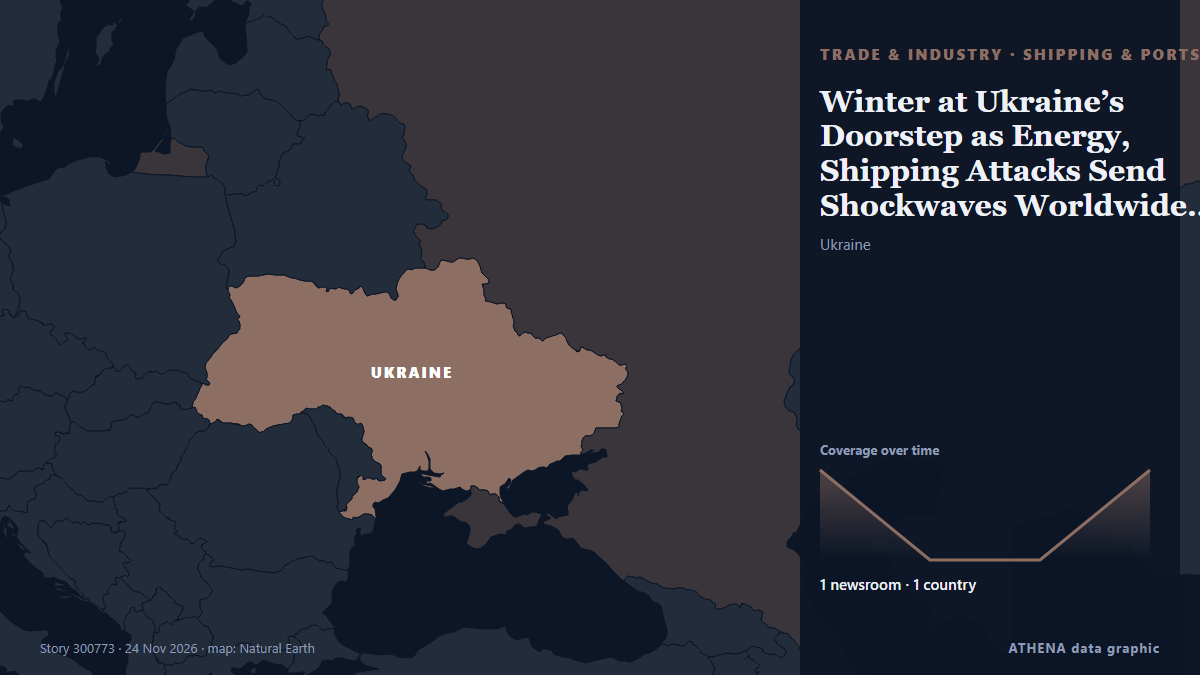 TRADE & INDUSTRY · SHIPPING & PORTS
Winter at Ukraine’s
Doorstep as Energy,
Shipping Attacks Send
Shockwaves Worldwide..
Ukraine
UKRAINE
Coverage over time
1 newsroom · 1 country
Story 300773 · 24 Nov 2026 · map: Natural Earth
ATHENA data graphic